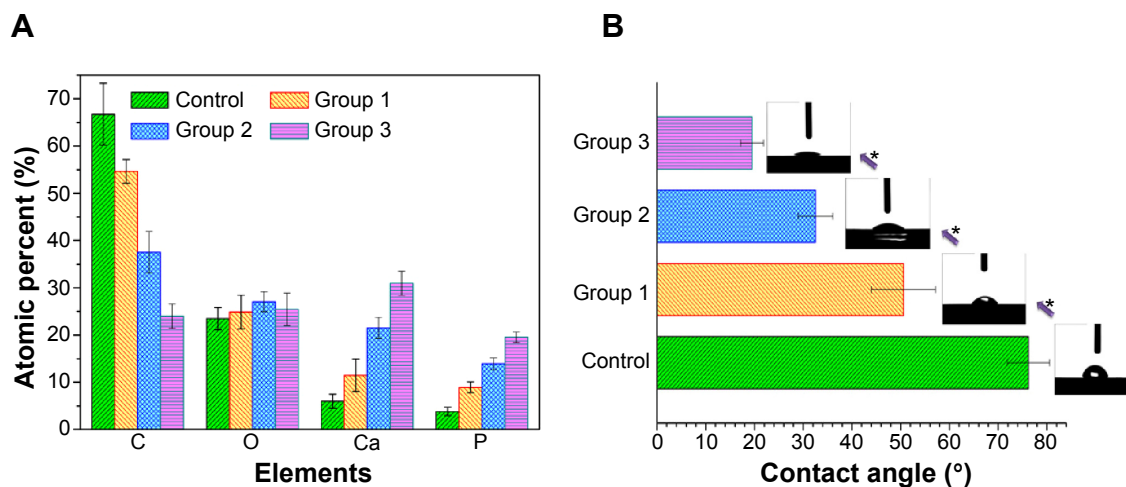 A
Atomic percent (%)
70
60
50
40
30
20
10
0
Control
Group 1
Group 2
Group 3
C
O
Ca
P
Elements
B
Group 3
*
Group 2
*
Group 1
*
Control
0
10
20
30
40
50
60
70
80
Contact angle (°)